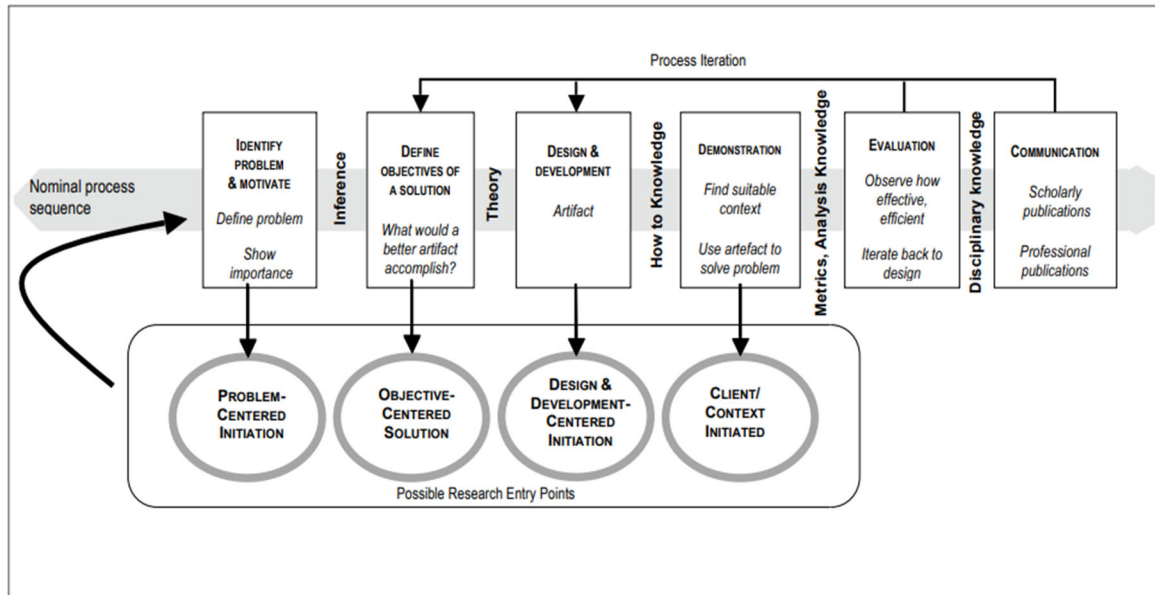 Process Iteration
Nominal process
sequence
IDENTIFY
PROBLEM
& MOTIVATE
Define problem
Show
importance
Inference
DEFINE
OBJECTIVES OF
A SOLUTION
What would a
better artifact
accomplish?
Theory
DESIGN &
DEVELOPMENT
Artifact
How to Knowledge
DEMONSTRATION
Find suitable
context
Use artefact to
solve problem
Metrics, Analysis Knowledge
EVALUATION
Observe how
effective,
efficient
Iterate back to
design
Disciplinary knowledge
COMMUNICATION
Scholarly
publications
Professional
publications
PROBLEM-
CENTERED
INITIATION
OBJECTIVE-
CENTERED
SOLUTION
DESIGN &
DEVELOPMENT-
CENTERED
INITIATION
CLIENT/
CONTEXT
INITIATED
Possible Research Entry Points